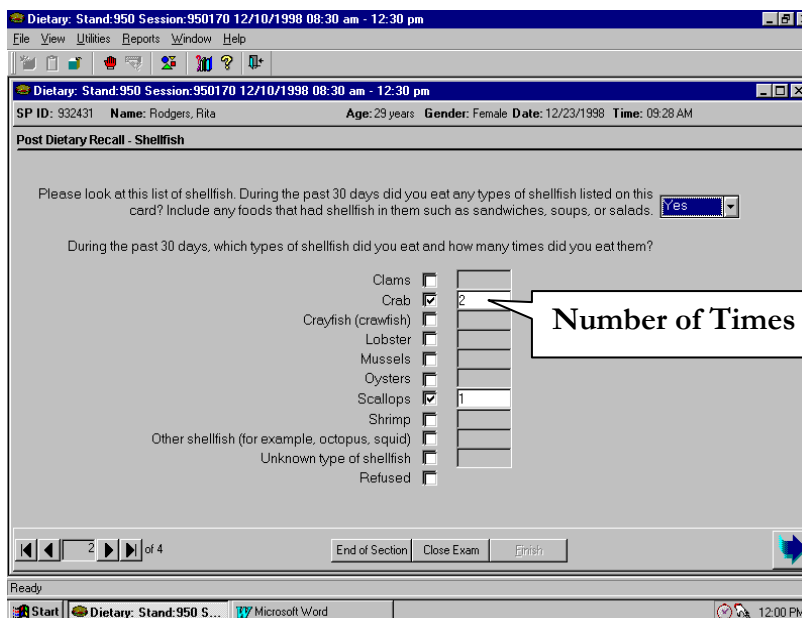 Dietary: Stand:950 Session:950170 12/10/1998 08:30 am - 12:30 pm
File View Utilities Reports Window Help
Dietary: Stand:950 Session:950170 12/10/1998 08:30 am - 12:30 pm
SP ID: 932431 Name: Rodgers, Rita Age: 29 years Gender: Female Date: 12/23/1998 Time: 09:28 AM
Post Dietary Recall - Shellfish
Please look at this list of shellfish. During the past 30 days did you eat any types of shellfish listed on this
card? Include any foods that had shellfish in them such as sandwiches, soups, or salads. Yes
During the past 30 days, which types of shellfish did you eat and how many times did you eat them?
Clams
Crab 2
Number of Times
Crayfish (crawfish)
Lobster
Mussels
Oysters
Scallops 1
Shrimp
Other shellfish (for example, octopus, squid)
Unknown type of shellfish
Refused
2 of 4 End of Section Close Exam Finish
Ready
Start Dietary: Stand:950 S... Microsoft Word 12:00 PM